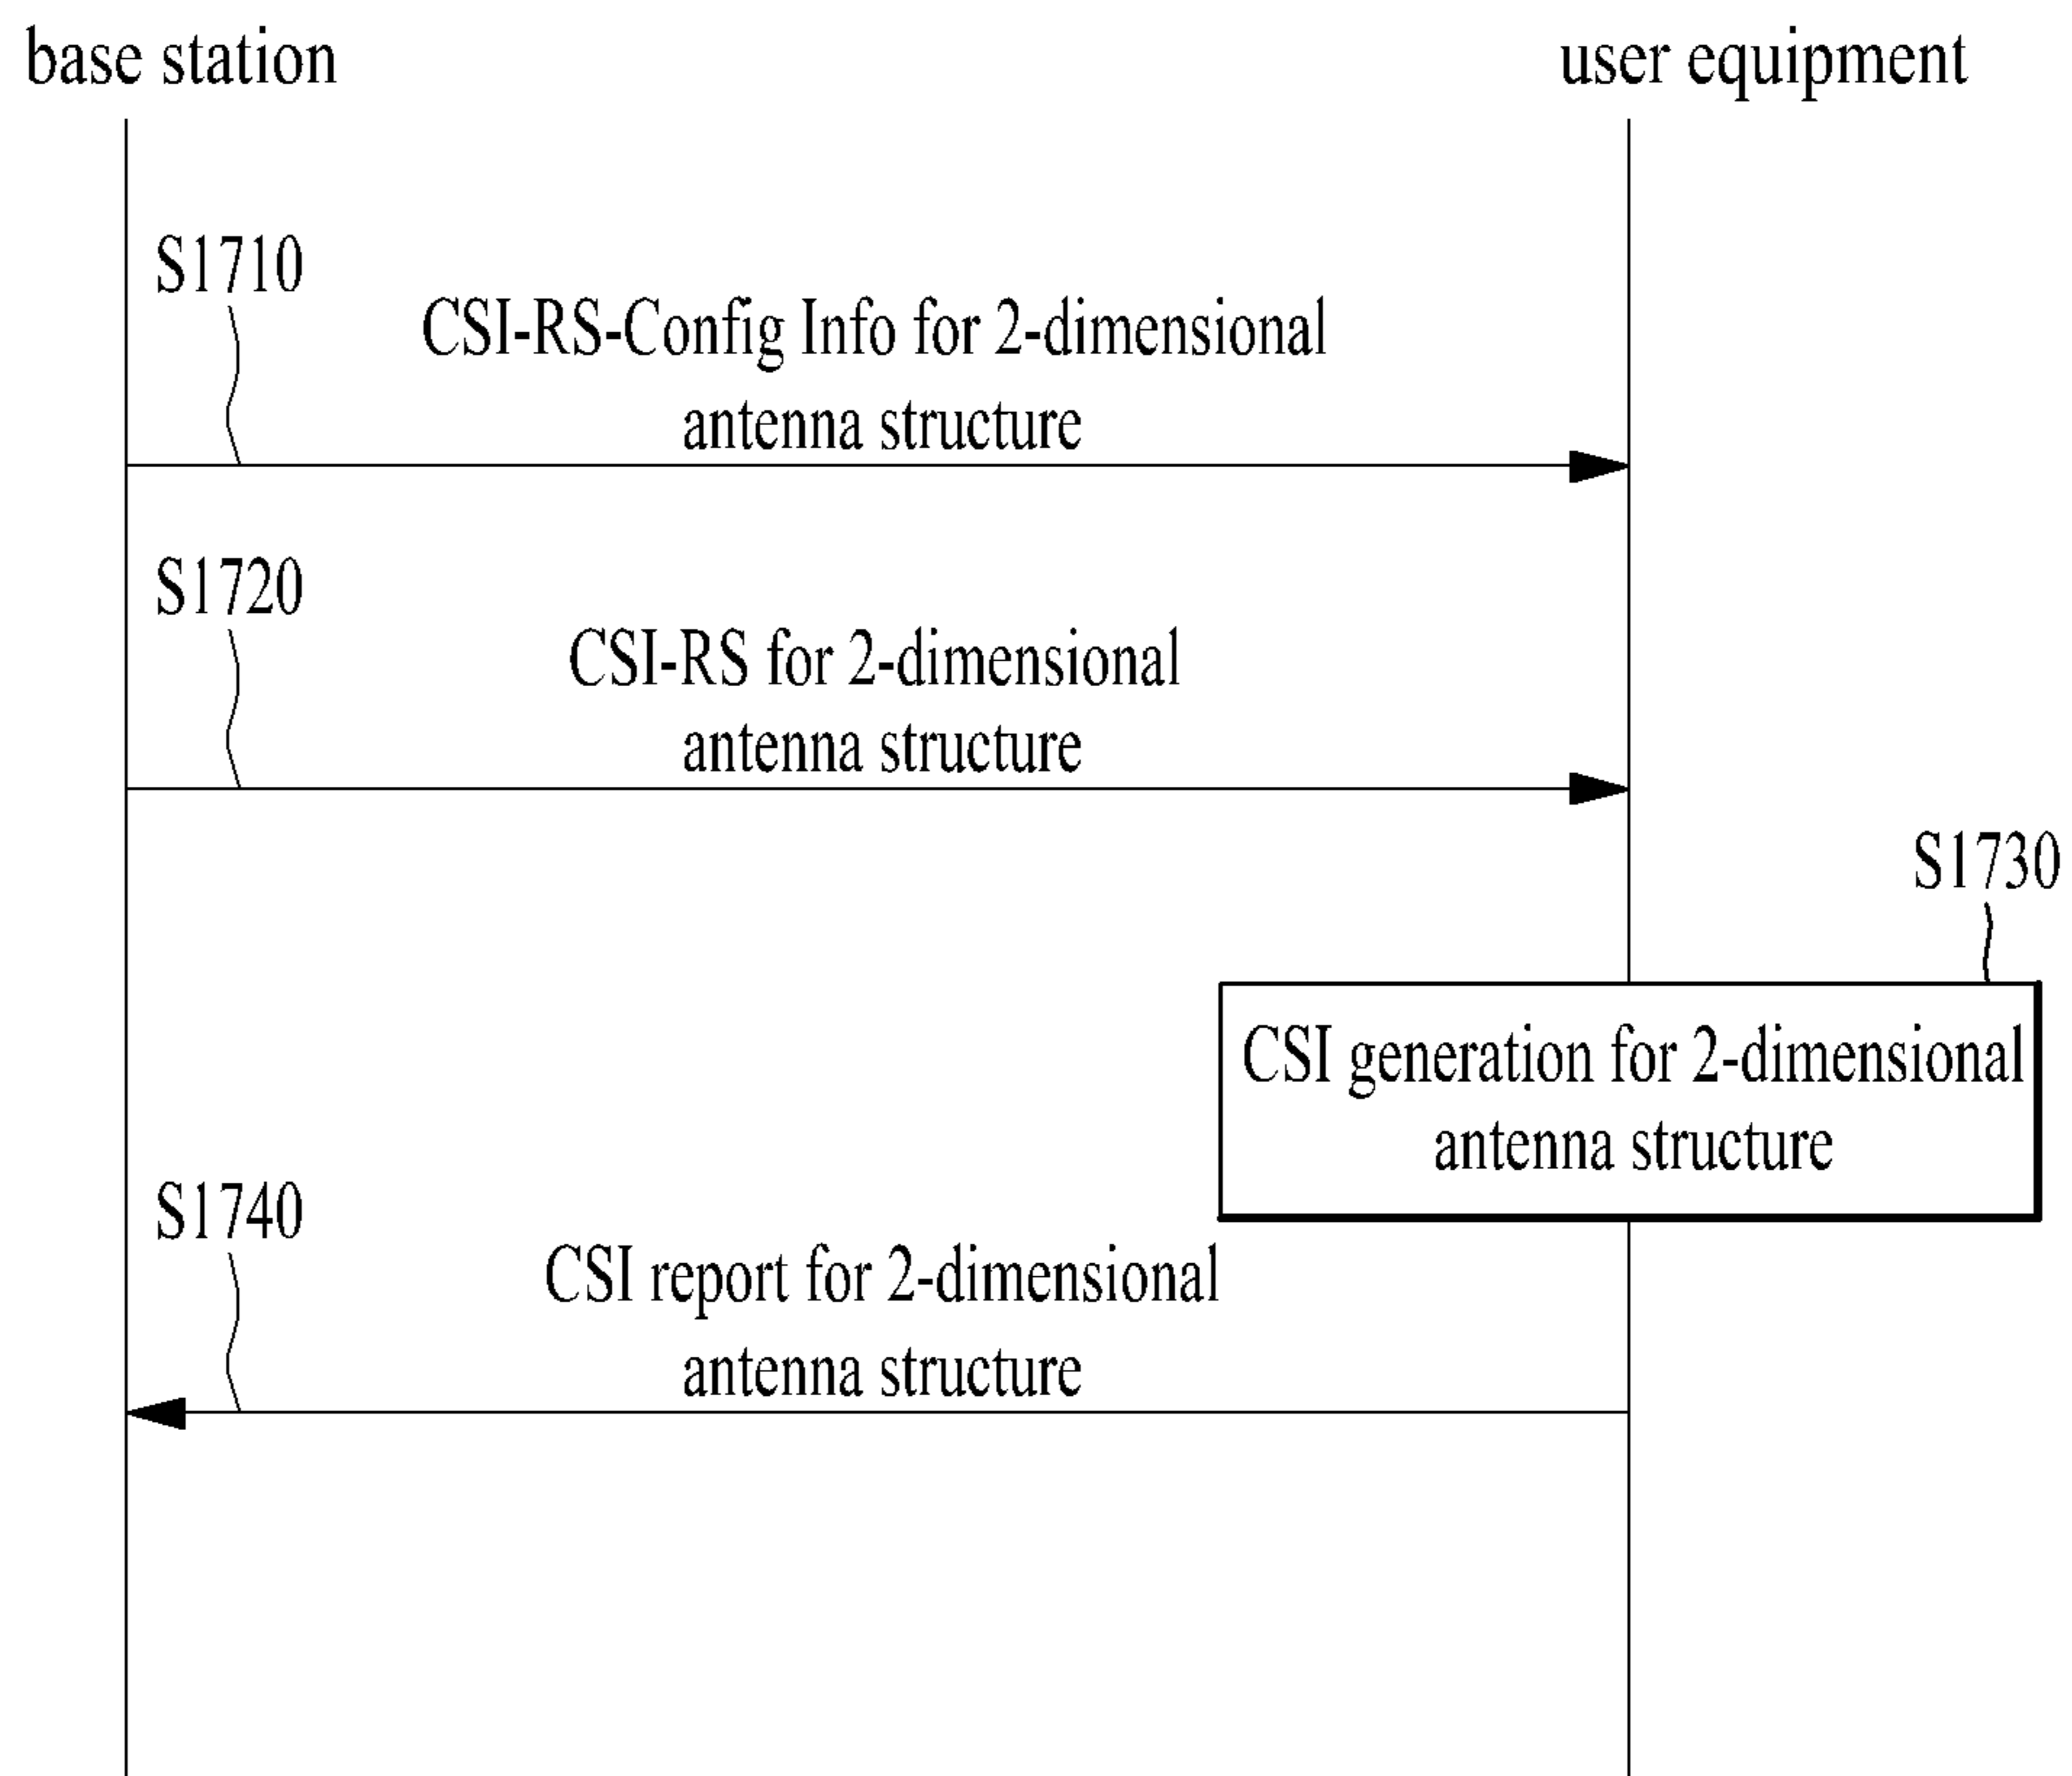 base station
user equipment
S1710
CSI-RS-Config Info for 2-dimensional
antenna structure
S1720
CSI-RS for 2-dimensional
antenna structure
S1730
CSI generation for 2-dimensional
antenna structure
S1740
CSI report for 2-dimensional
antenna structure